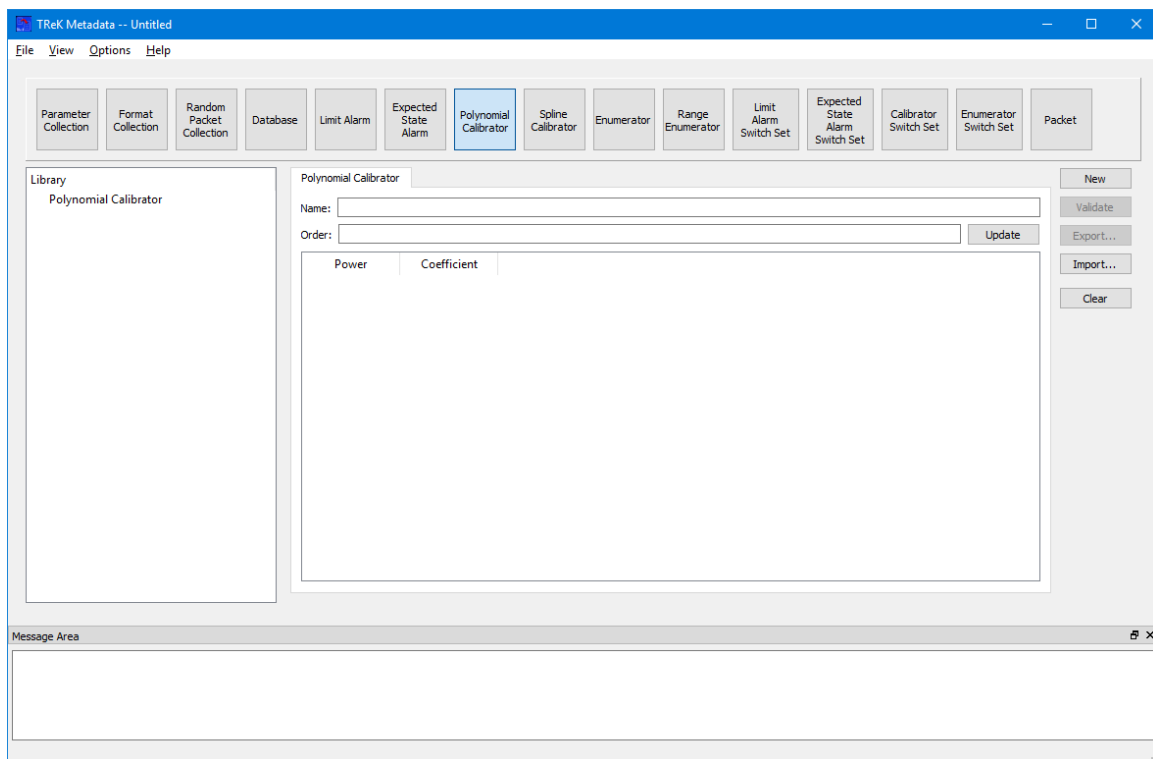 TReK Metadata -- Untitled
File View Options Help
Parameter Collection
Format Collection
Random Packet Collection
Database
Limit Alarm
Expected State Alarm
Polynomial Calibrator
Spline Calibrator
Enumerator
Range Enumerator
Limit Alarm Switch Set
Expected State Alarm Switch Set
Calibrator Switch Set
Enumerator Switch Set
Packet
Library
Polynomial Calibrator
Polynomial Calibrator
Name:
Order:
Update
Power Coefficient
New
Validate
Export...
Import...
Clear
Message Area